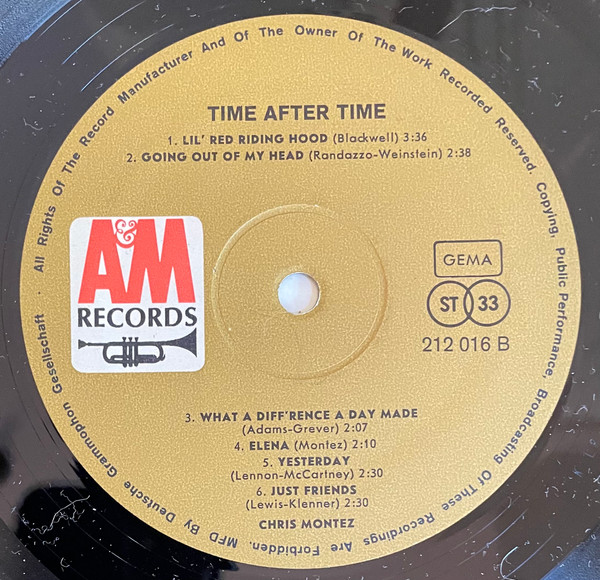 All Rights Of The Record Manufacturer And Of The Owner Of The Work Recorded Reserved. Copying, Public Performance, Broadcasting Of These Recordings Are Forbidden. MFD By Deutsche Grammophon Gesellschaft ·
TIME AFTER TIME
1. LIL' RED RIDING HOOD (Blackwell) 3:36
2. GOING OUT OF MY HEAD (Randazzo-Weinstein) 2:38
A&M
RECORDS
GEMA
ST 33
212 016 B
3. WHAT A DIFF'RENCE A DAY MADE
(Adams-Grever) 2:07
4. ELENA (Montez) 2:10
5. YESTERDAY
(Lennon-McCartney) 2:30
6. JUST FRIENDS
(Lewis-Klenner) 2:30
CHRIS MONTEZ